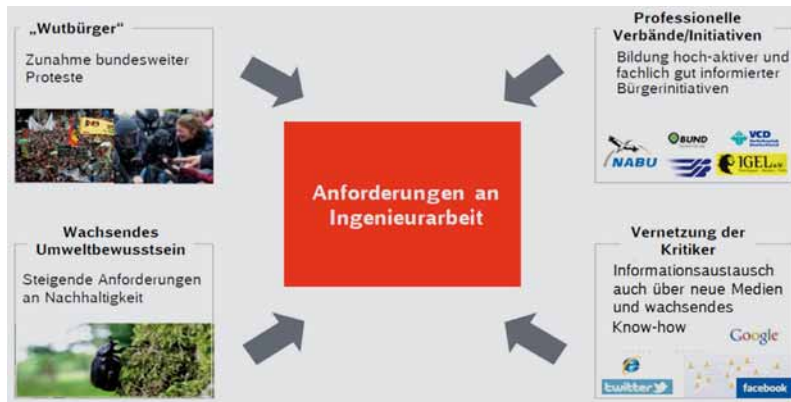 „Wutbürger“
Zunahme bundesweiter
Proteste
Professionelle
Verbände/Initiativen
Bildung hoch-aktiver und
fachlich gut informierter
Bürgerinitiativen
NABU
BUND
VCD
IGEL e.V.
Anforderungen an
Ingenieurarbeit
Wachsendes
Umweltbewusstsein
Steigende Anforderungen
an Nachhaltigkeit
Vernetzung der
Kritiker
Informationsaustausch
auch über neue Medien
und wachsendes
Know-how
Google
twitter
facebook